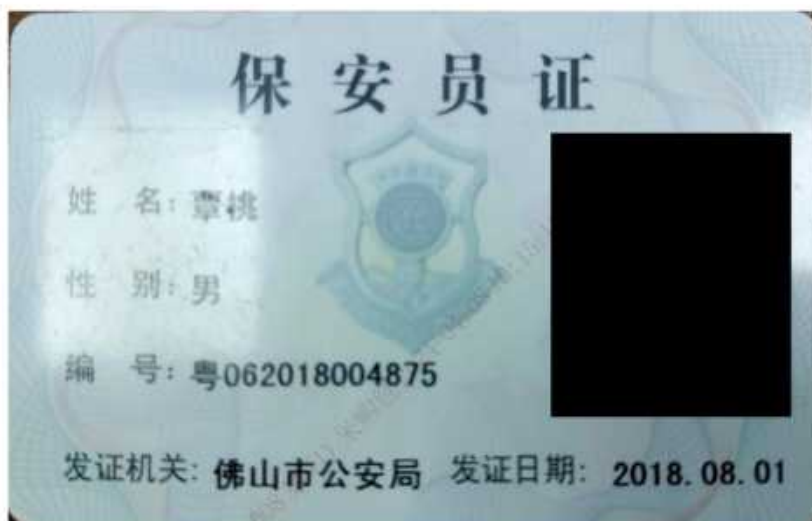 保安员证
姓 名：覃桃
性 别：男
编 号：粤062018004875
发证机关：佛山市公安局 发证日期：2018.08.01